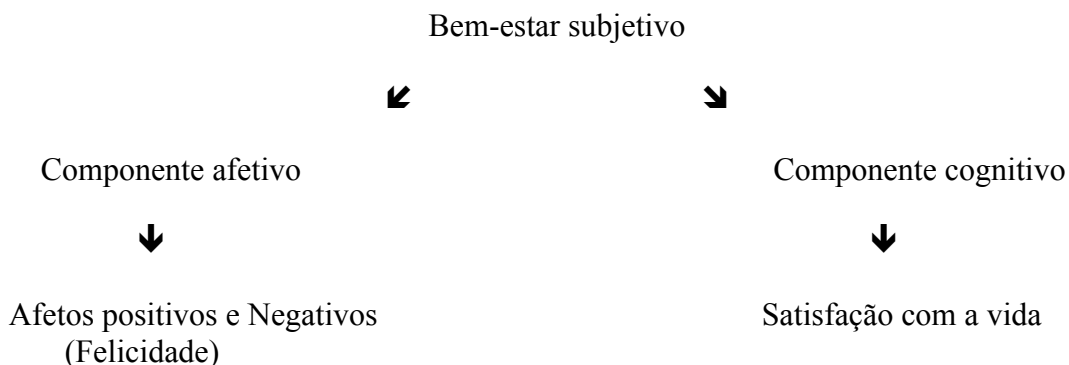 Bem-estar subjetivo
Componente afetivo
Componente cognitivo
Afetos positivos e Negativos
(Felicidade)
Satisfação com a vida